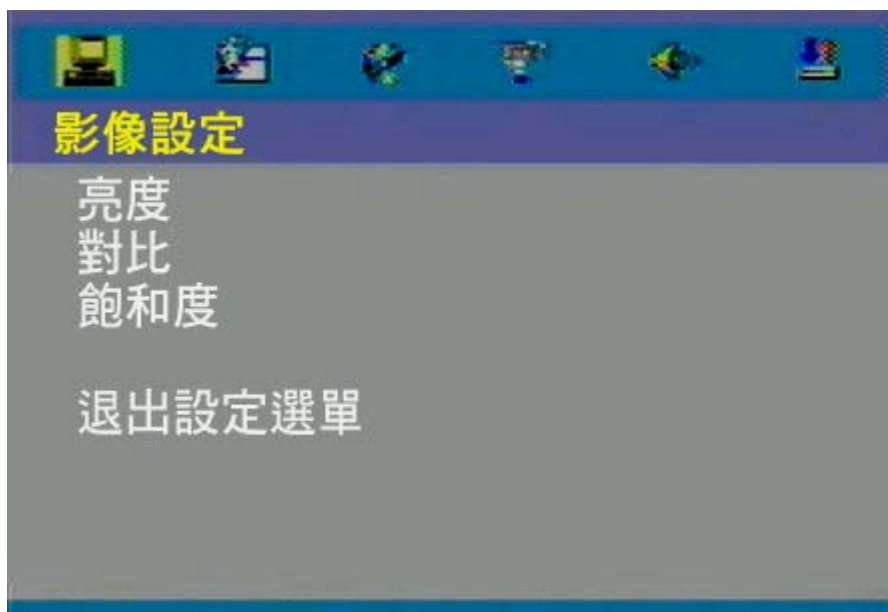 影像設定
亮度
對比
飽和度
退出設定選單